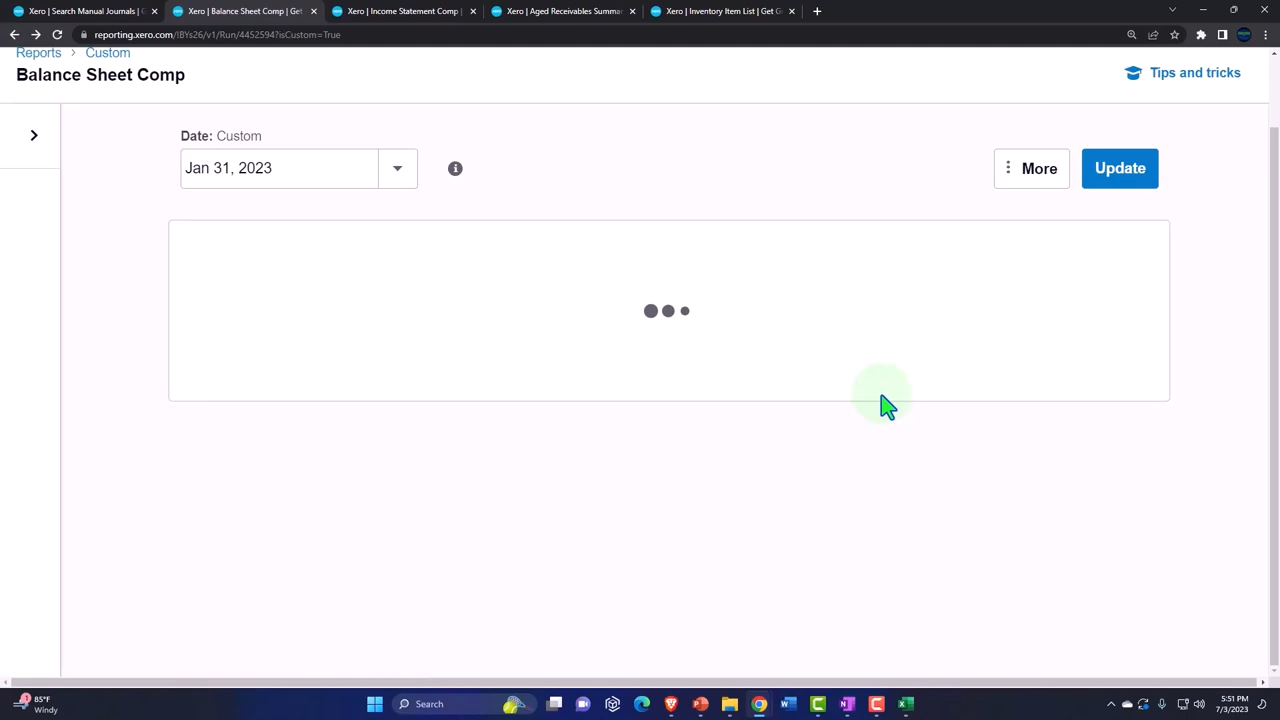 Xero | Search Manual Journals | C
Xero | Balance Sheet Comp | Get
Xero | Income Statement Comp |
Xero | Aged Receivables Summar
Xero | Inventory Item List | Get G
reporting.xero.com/IBYs26/v1/Run/4452594?isCustom=True
Reports > Custom
Balance Sheet Comp
Tips and tricks
Date: Custom
Jan 31, 2023
More
Update
1
85°F
Windy
Search
5:51 PM
7/3/2023